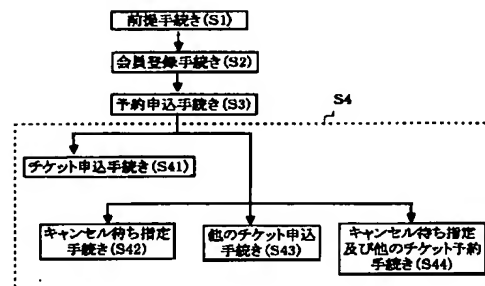 前提手続き(S1)
会員登録手続き(S2)
予約申込手続き(S3)
S4
チケット申込手続き(S41)
キャンセル待ち指定
手続き(S42)
他のチケット申込
手続き(S43)
キャンセル待ち指定
及び他のチケット予約
手続き(S44)